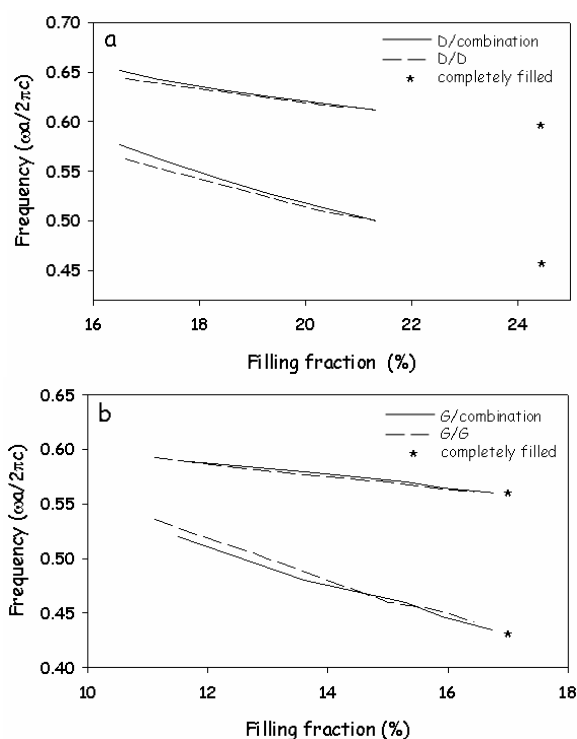 a
0.70
0.65
0.60
0.55
0.50
0.45
Frequency (ωa/2πc)
D/combination
D/D
* completely filled
*
*
16 18 20 22 24
Filling fraction (%)
b
0.65
0.60
0.55
0.50
0.45
0.40
Frequency (ωa/2πc)
G/combination
G/G
* completely filled
*
*
10 12 14 16 18
Filling fraction (%)